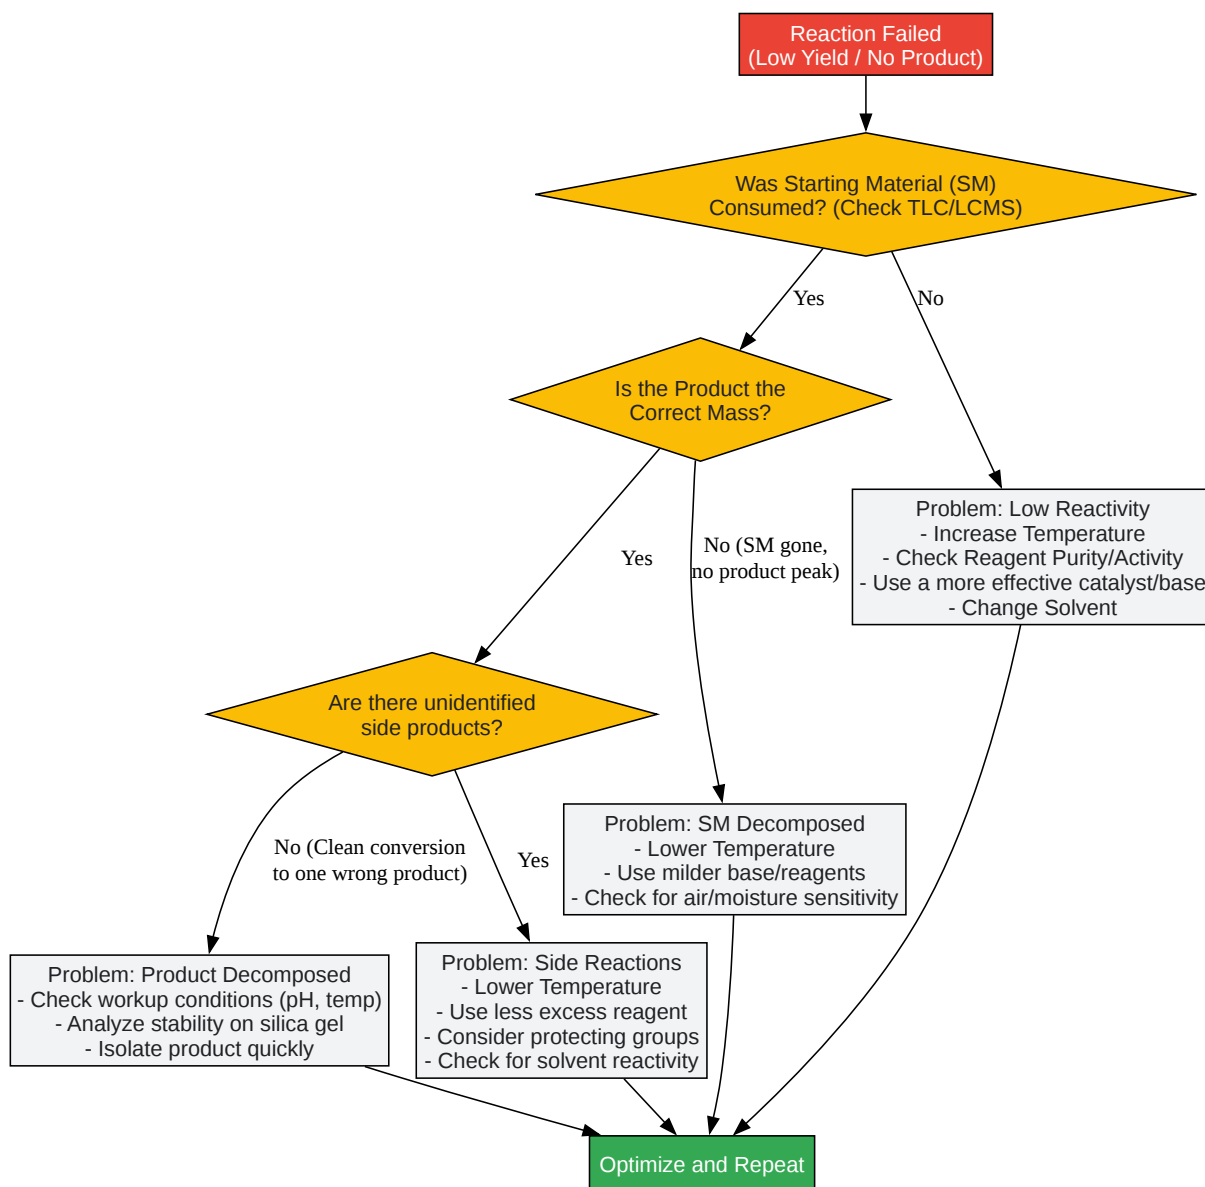 Reaction Failed
(Low Yield / No Product)
Was Starting Material (SM)
Consumed? (Check TLC/LCMS)
Yes
No
Is the Product the
Correct Mass?
Problem: Low Reactivity
- Increase Temperature
- Check Reagent Purity/Activity
- Use a more effective catalyst/base
- Change Solvent
Yes
No (SM gone,
no product peak)
Are there unidentified
side products?
No (Clean conversion
to one wrong product)
Yes
Problem: SM Decomposed
- Lower Temperature
- Use milder base/reagents
- Check for air/moisture sensitivity
Problem: Product Decomposed
- Check workup conditions (pH, temp)
- Analyze stability on silica gel
- Isolate product quickly
Problem: Side Reactions
- Lower Temperature
- Use less excess reagent
- Consider protecting groups
- Check for solvent reactivity
Optimize and Repeat